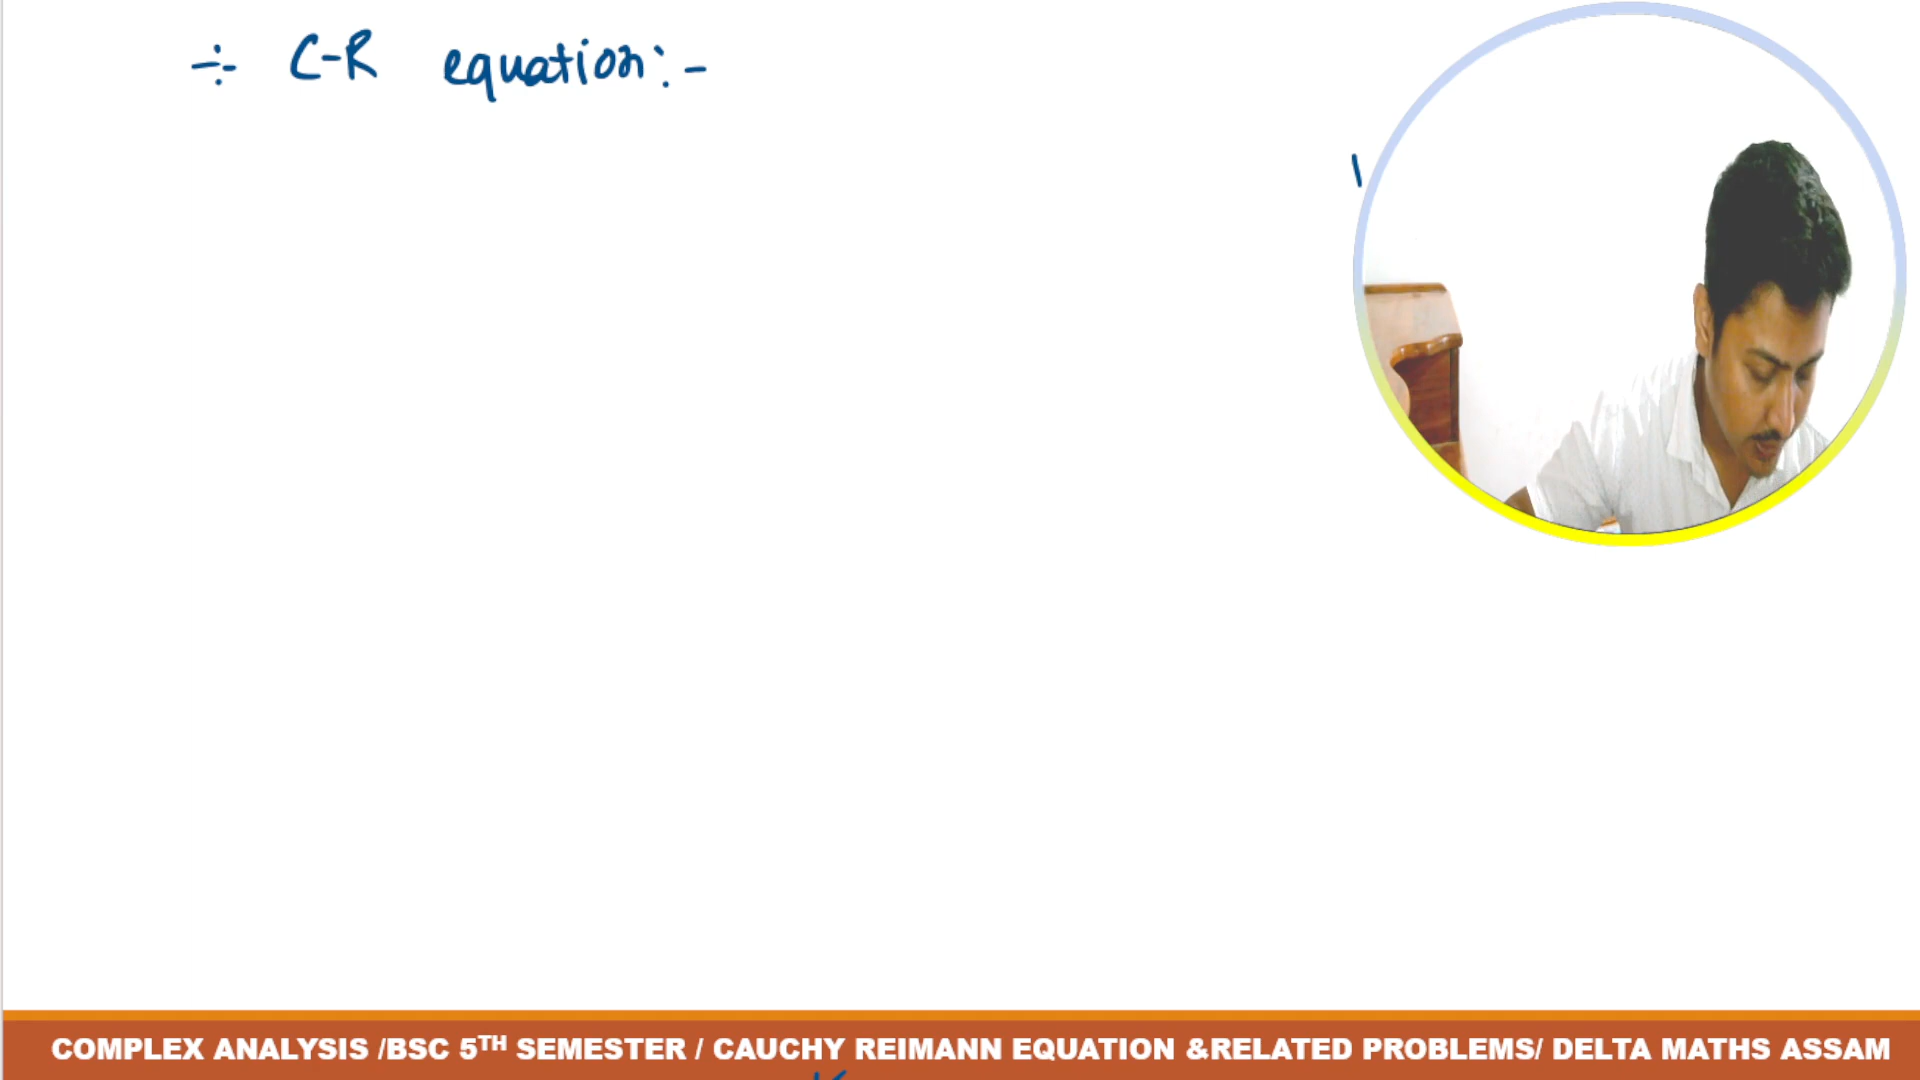 ÷ C-R equation:-
COMPLEX ANALYSIS /BSC 5TH SEMESTER / CAUCHY REIMANN EQUATION &RELATED PROBLEMS/ DELTA MATHS ASSAM